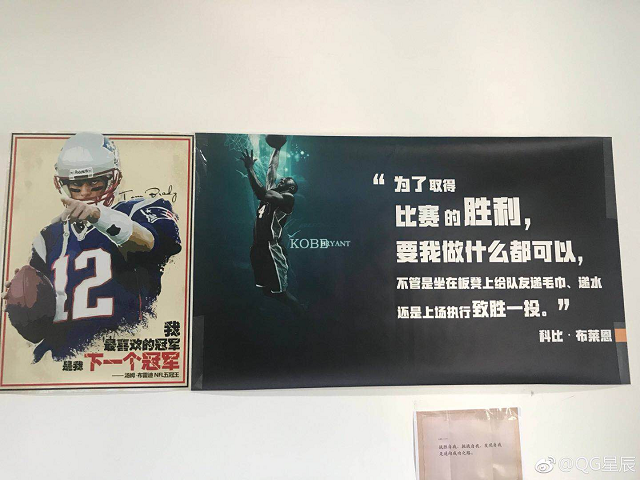 Riddell
Tom Brady
12
我
最喜欢的冠军
是我下一个冠军
——汤姆·布雷迪 NFL五冠王
4
KOBE BRYANT
“为了取得
比赛的胜利，
要我做什么都可以，
不管是坐在板凳上给队友递毛巾、递水
还是上场执行致胜一投。”
科比·布莱恩
@QG星辰